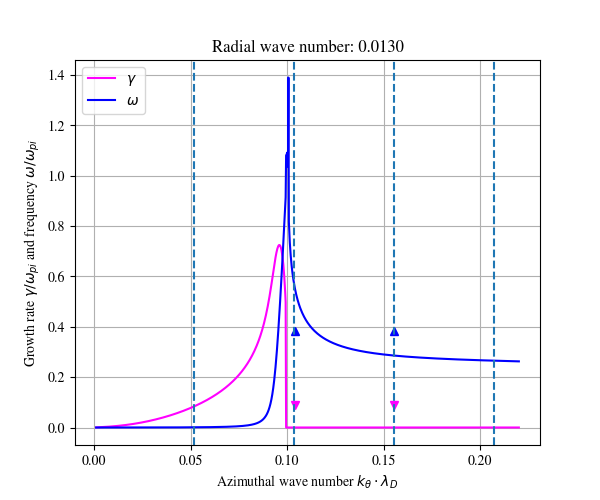 Radial wave number: 0.0130
γ
ω
1.4
1.2
1.0
0.8
0.6
0.4
0.2
0.0
Growth rate γ/ω_pi and frequency ω/ω_pi
0.00 0.05 0.10 0.15 0.20
Azimuthal wave number k_θ · λ_D